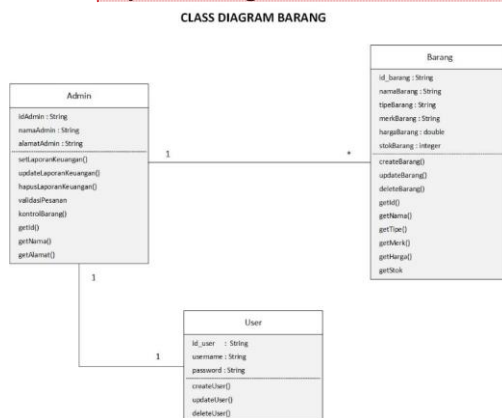 CLASS DIAGRAM BARANG
Admin
idAdmin : String
namaAdmin : String
alamatAdmin : String
setLaporanKeuangan()
updateLaporanKeuangan()
hapusLaporanKeuangan()
validasiPesanan
kontrolBarang()
getId()
getNama()
getAlamat()
1
*
Barang
id_barang : String
namaBarang : String
tipeBarang : String
merkBarang : String
hargaBarang : double
stokBarang : integer
createBarang()
updateBarang()
deleteBarang()
getId()
getNama()
getTipe()
getMerk()
getHarga()
getStok
1
1
User
id_user : String
username : String
password : String
createUser()
updateUser()
deleteUser()